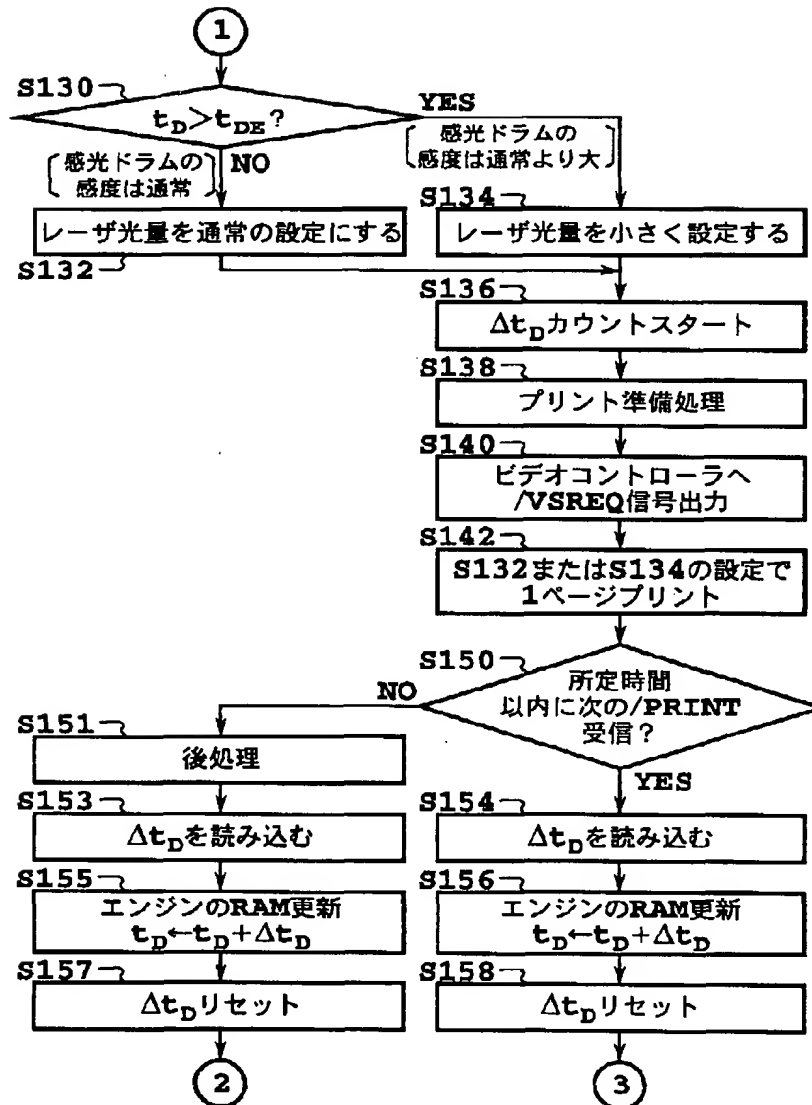 1
S130
tD>tDE?
YES
感光ドラムの
感度は通常より大
感光ドラムの
感度は通常
NO
S134
レーザ光量を通常の設定にする
レーザ光量を小さく設定する
S132
S136
ΔtDカウントスタート
S138
プリント準備処理
S140
ビデオコントローラへ
/VSREQ信号出力
S142
S132またはS134の設定で
1ページプリント
S150
NO
所定時間
以内に次の/PRINT
受信?
S151
後処理
YES
S153
ΔtDを読み込む
S154
ΔtDを読み込む
S155
エンジンのRAM更新
tD←tD+ΔtD
S156
エンジンのRAM更新
tD←tD+ΔtD
S157
ΔtDリセット
S158
ΔtDリセット
2
3